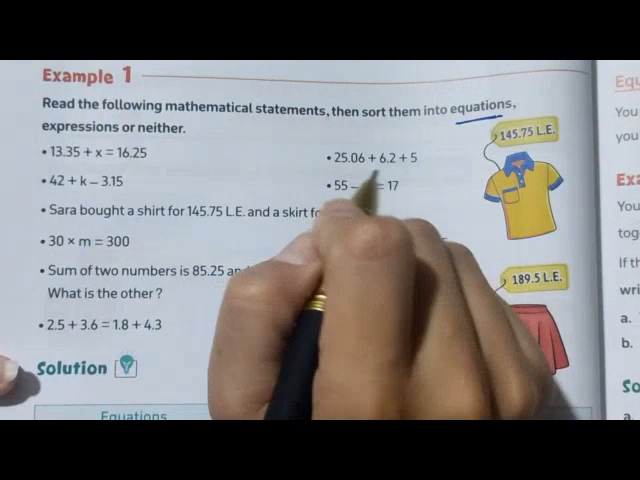 Example 1
Read the following mathematical statements, then sort them into equations,
expressions or neither.
• 13.35 + x = 16.25
• 25.06 + 6.2 + 5
145.75 L.E.
• 42 + k – 3.15
• 55 – = 17
• Sara bought a shirt for 145.75 L.E. and a skirt
• 30 × m = 300
• Sum of two numbers is 85.25
What is the other?
189.5 L.E.
• 2.5 + 3.6 = 1.8 + 4.3
Solution
Equations
Equ
You
you
Exa
You
tog
If th
wri
a.
b.
So
a.